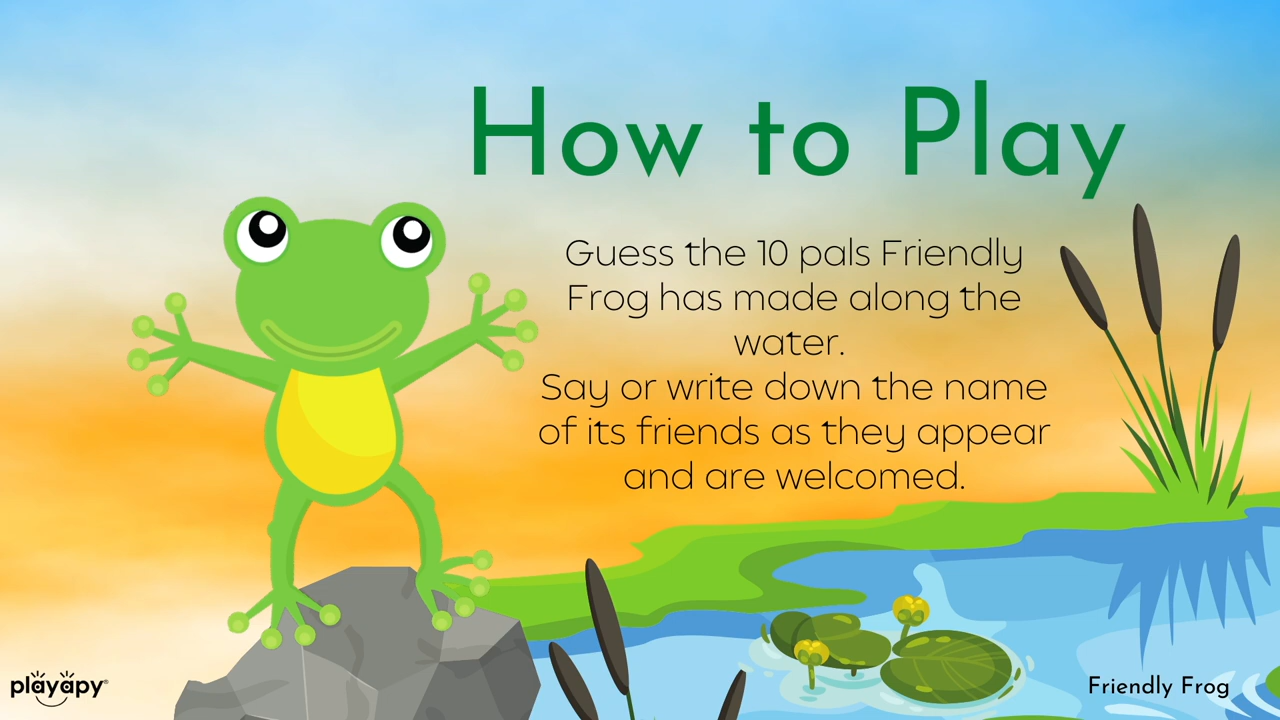 How to Play
Guess the 10 pals Friendly
Frog has made along the
water.
Say or write down the name
of its friends as they appear
and are welcomed.
playapy®
Friendly Frog